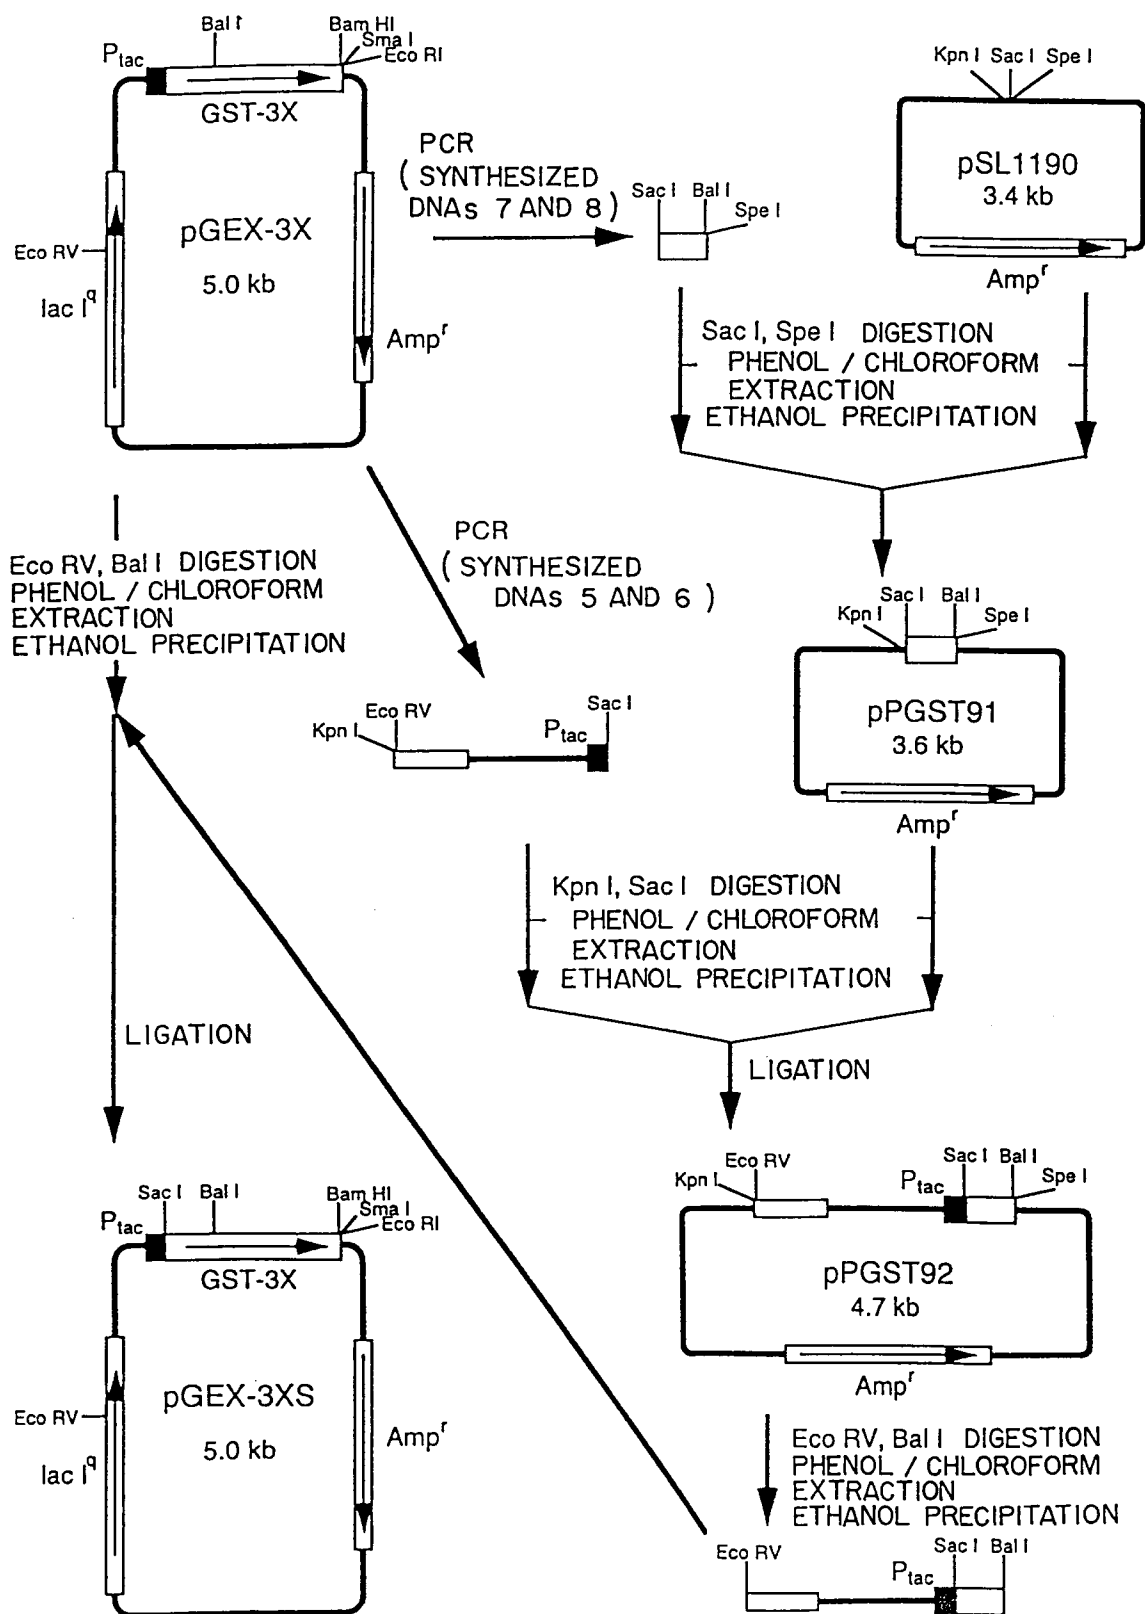 Bal I
Bam HI
Sma I
Eco RI
Ptac
GST-3X
pGEX-3X
5.0 kb
Eco RV
lac Iq
Ampr
PCR
( SYNTHESIZED
DNAs 7 AND 8 )
Sac I
Bal I
Spe I
Kpn I Sac I Spe I
pSL1190
3.4 kb
Ampr
Sac I, Spe I DIGESTION
PHENOL / CHLOROFORM
EXTRACTION
ETHANOL PRECIPITATION
Eco RV, Bal I DIGESTION
PHENOL / CHLOROFORM
EXTRACTION
ETHANOL PRECIPITATION
PCR
( SYNTHESIZED
DNAs 5 AND 6 )
Kpn I
Eco RV
Ptac
Sac I
Kpn I
Sac I
Bal I
Spe I
pPGST91
3.6 kb
Ampr
Kpn I, Sac I DIGESTION
PHENOL / CHLOROFORM
EXTRACTION
ETHANOL PRECIPITATION
LIGATION
LIGATION
Sac I
Bal I
Bam HI
Sma I
Eco RI
Ptac
GST-3X
pGEX-3XS
5.0 kb
Eco RV
lac Iq
Ampr
Kpn I
Eco RV
Ptac
Sac I
Bal I
Spe I
pPGST92
4.7 kb
Ampr
Eco RV, Bal I DIGESTION
PHENOL / CHLOROFORM
EXTRACTION
ETHANOL PRECIPITATION
Eco RV
Ptac
Sac I Bal I